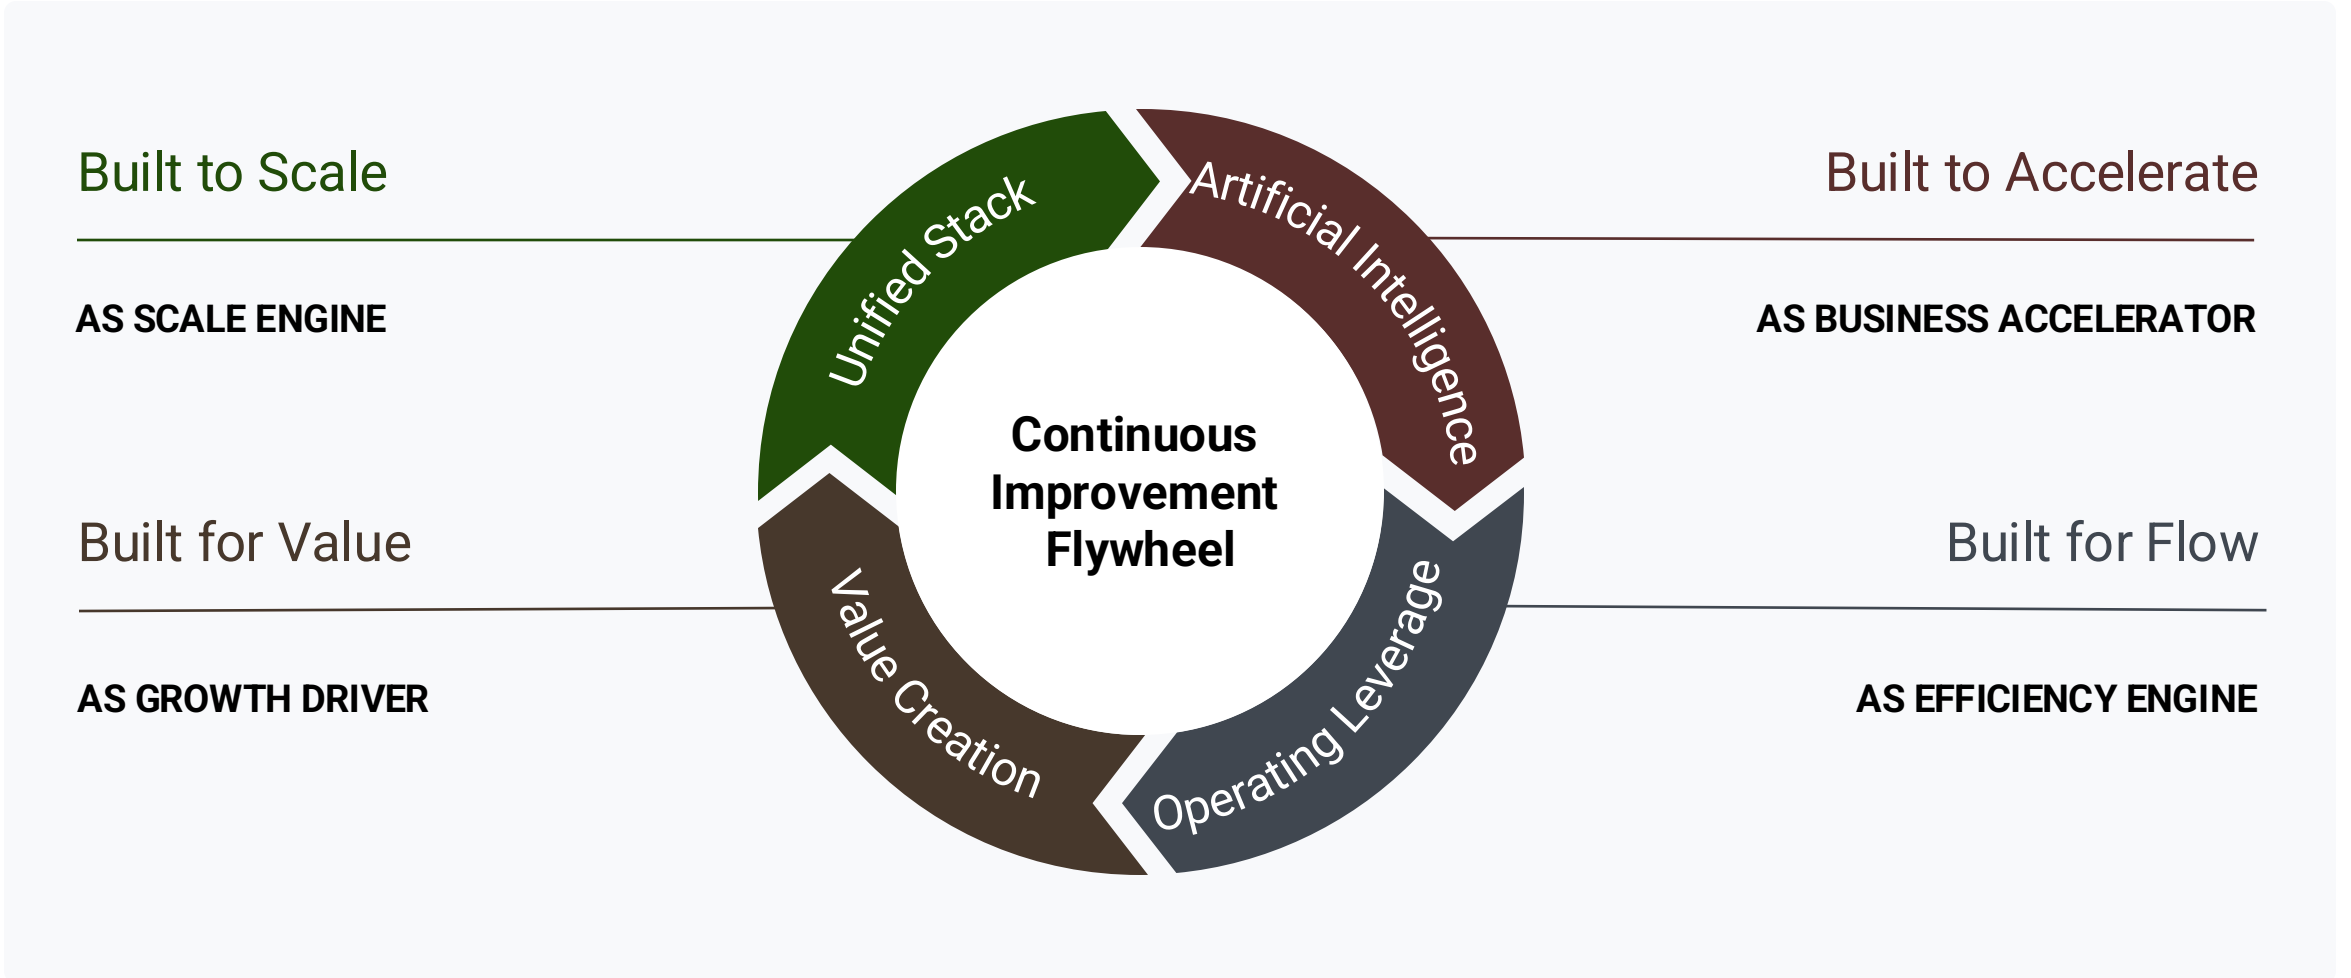 Built to Scale
AS SCALE ENGINE
Unified Stack
Artificial Intelligence
Built to Accelerate
AS BUSINESS ACCELERATOR
Continuous
Improvement
Flywheel
Built for Value
AS GROWTH DRIVER
Value Creation
Operating Leverage
Built for Flow
AS EFFICIENCY ENGINE